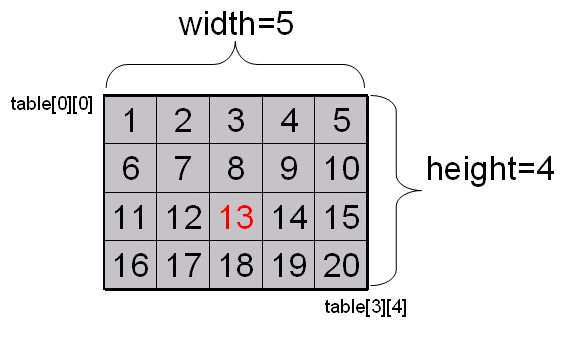 width=5
table[0][0]
1 2 3 4 5
6 7 8 9 10
height=4
11 12 13 14 15
16 17 18 19 20
table[3][4]